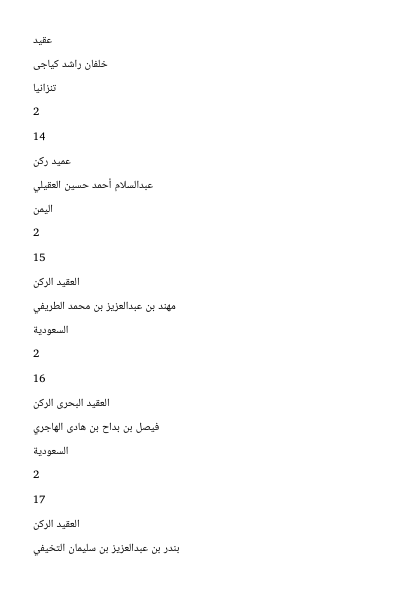 عقيد
خلفان راشد كياجى
تنزانيا
2
14
عميد ركن
عبدالسلام أحمد حسين العقيلي
اليمن
2
15
العقيد الركن
مهند بن عبدالعزيز بن محمد الطريفي
السعودية
2
16
العقيد البحرى الركن
فيصل بن بداح بن هادى الهاجري
السعودية
2
17
العقيد الركن
بندر بن عبدالعزيز بن سليمان التخيفي